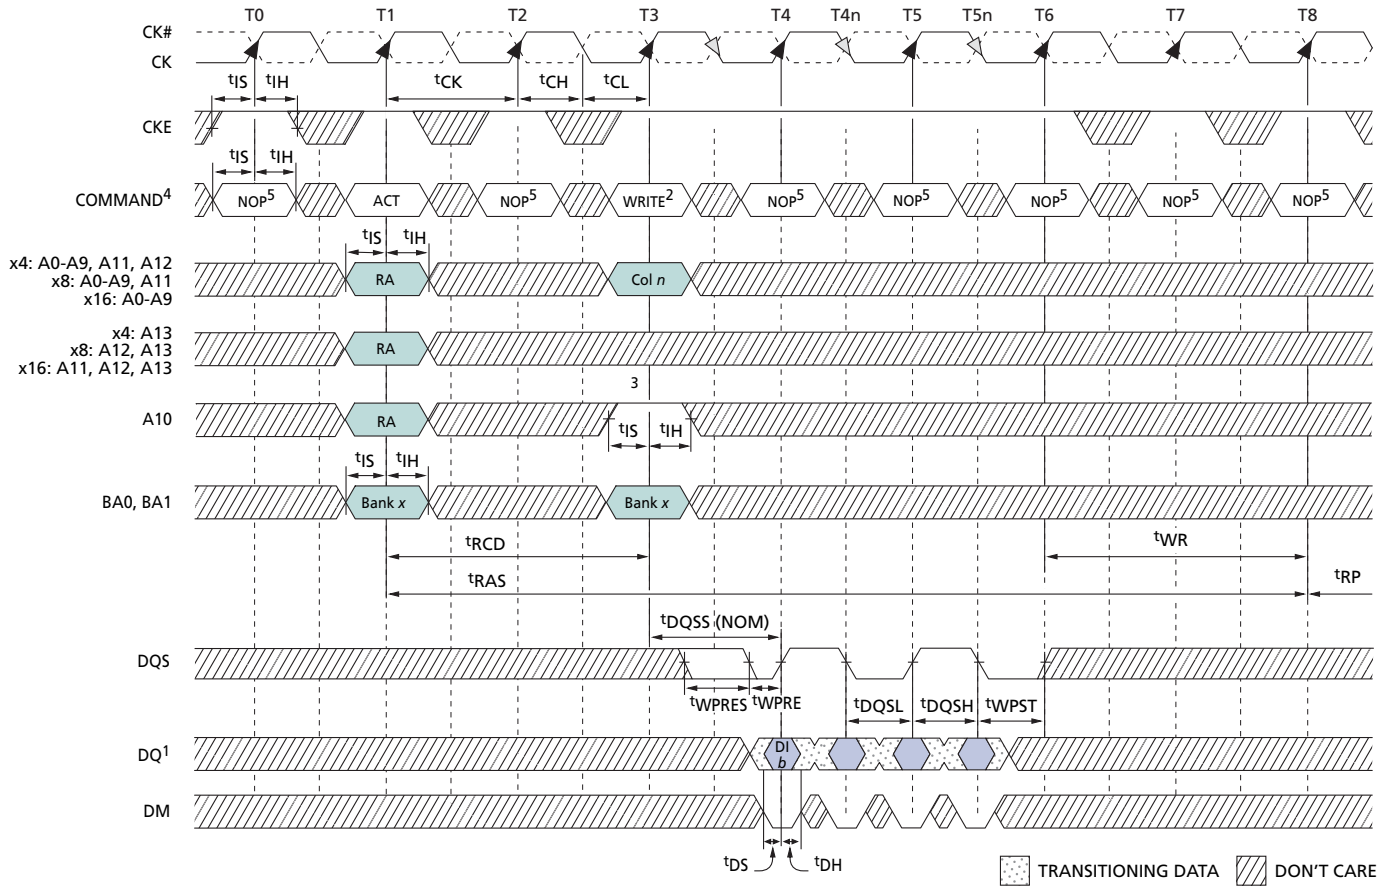 T0 T1 T2 T3 T4 T4n T5 T5n T6 T7 T8
CK#
CK
tIS tIH tCK tCH tCL
CKE
tIS tIH
COMMAND4 NOP5 ACT NOP5 WRITE2 NOP5 NOP5 NOP5 NOP5 NOP5
tIS tIH
x4: A0-A9, A11, A12
x8: A0-A9, A11 RA Col n
x16: A0-A9
x4: A13
x8: A12, A13 RA
x16: A11, A12, A13
3
A10 RA
tIS tIH
tIS tIH
BA0, BA1 Bank x Bank x
tRCD tWR
tRAS tRP
tDQSS (NOM)
DQS
tWPRES tWPRE tDQSL tDQSH tWPST
DQ1 DI
b
DM
tDS tDH
TRANSITIONING DATA DON'T CARE